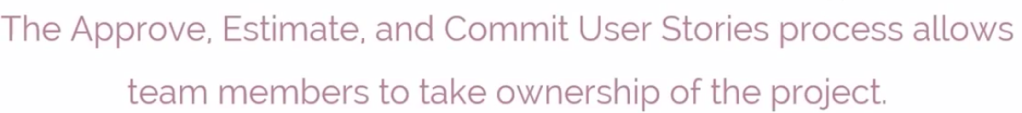 The Approve, Estimate, and Commit User Stories process allows
team members to take ownership of the project.